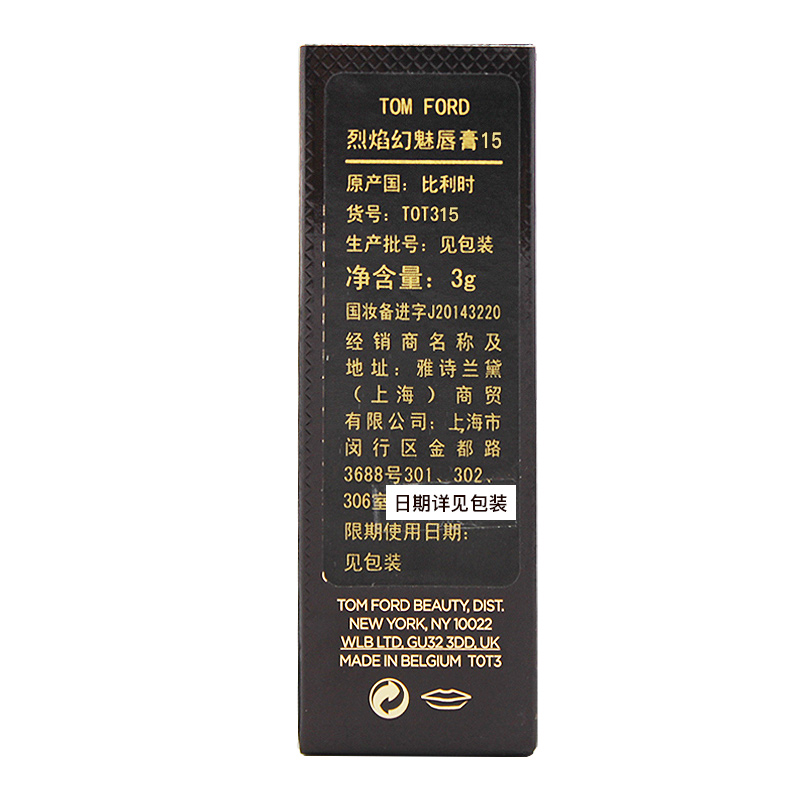 TOM FORD
烈焰幻魅唇膏15
原产国：比利时
货号：TOT315
生产批号：见包装
净含量：3g
国妆备进字J20143220
经销商名称及
地址：雅诗兰黛
（上海）商贸
有限公司：上海市
闵行区金都路
3688号301、302、
306室
日期详见包装
限期使用日期：
见包装
TOM FORD BEAUTY, DIST.
NEW YORK, NY 10022
WLB LTD. GU32 3DD. UK
MADE IN BELGIUM T0T3